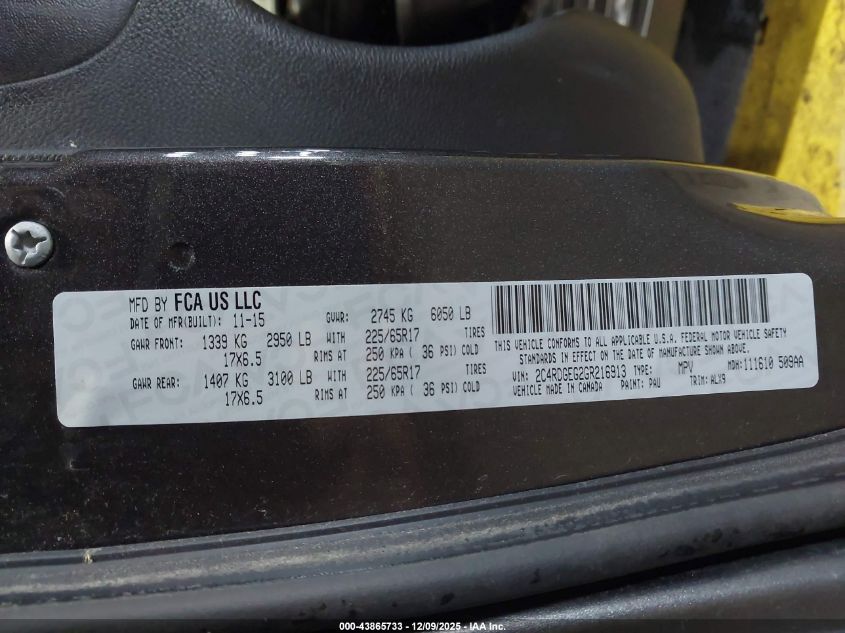 MFD BY FCA US LLC
DATE OF MFR(BUILT): 11-15 GVWR: 2745 KG 6050 LB
GAWR FRONT: 1339 KG 2950 LB WITH 225/65R17 TIRES
17X6.5 RIMS AT 250 KPA ( 36 PSI) COLD
GAWR REAR: 1407 KG 3100 LB WITH 225/65R17 TIRES
17X6.5 RIMS AT 250 KPA ( 36 PSI) COLD
THIS VEHICLE CONFORMS TO ALL APPLICABLE U.S.A. FEDERAL MOTOR VEHICLE SAFETY
STANDARDS IN EFFECT ON THE DATE OF MANUFACTURE SHOWN ABOVE.
VIN: 2C4RDGEG2GR216913 TYPE: MPV MDH:111610 509AA
VEHICLE MADE IN CANADA PAINT: PAU TRIM: ALX9
000-43865733 - 12/09/2025 - IAA Inc.